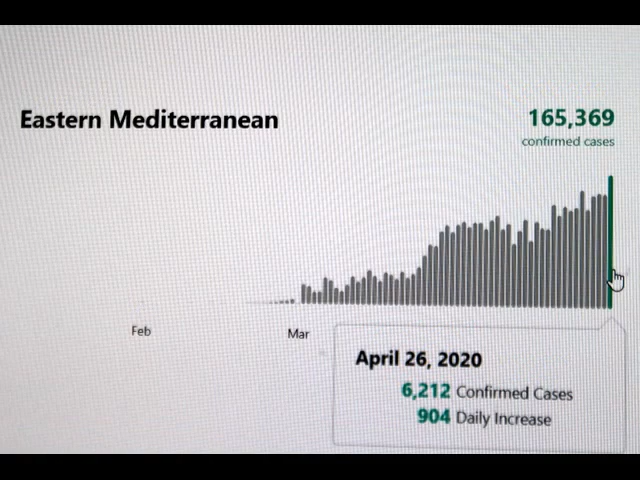 Eastern Mediterranean
165,369
confirmed cases
Feb
Mar
April 26, 2020
6,212 Confirmed Cases
904 Daily Increase